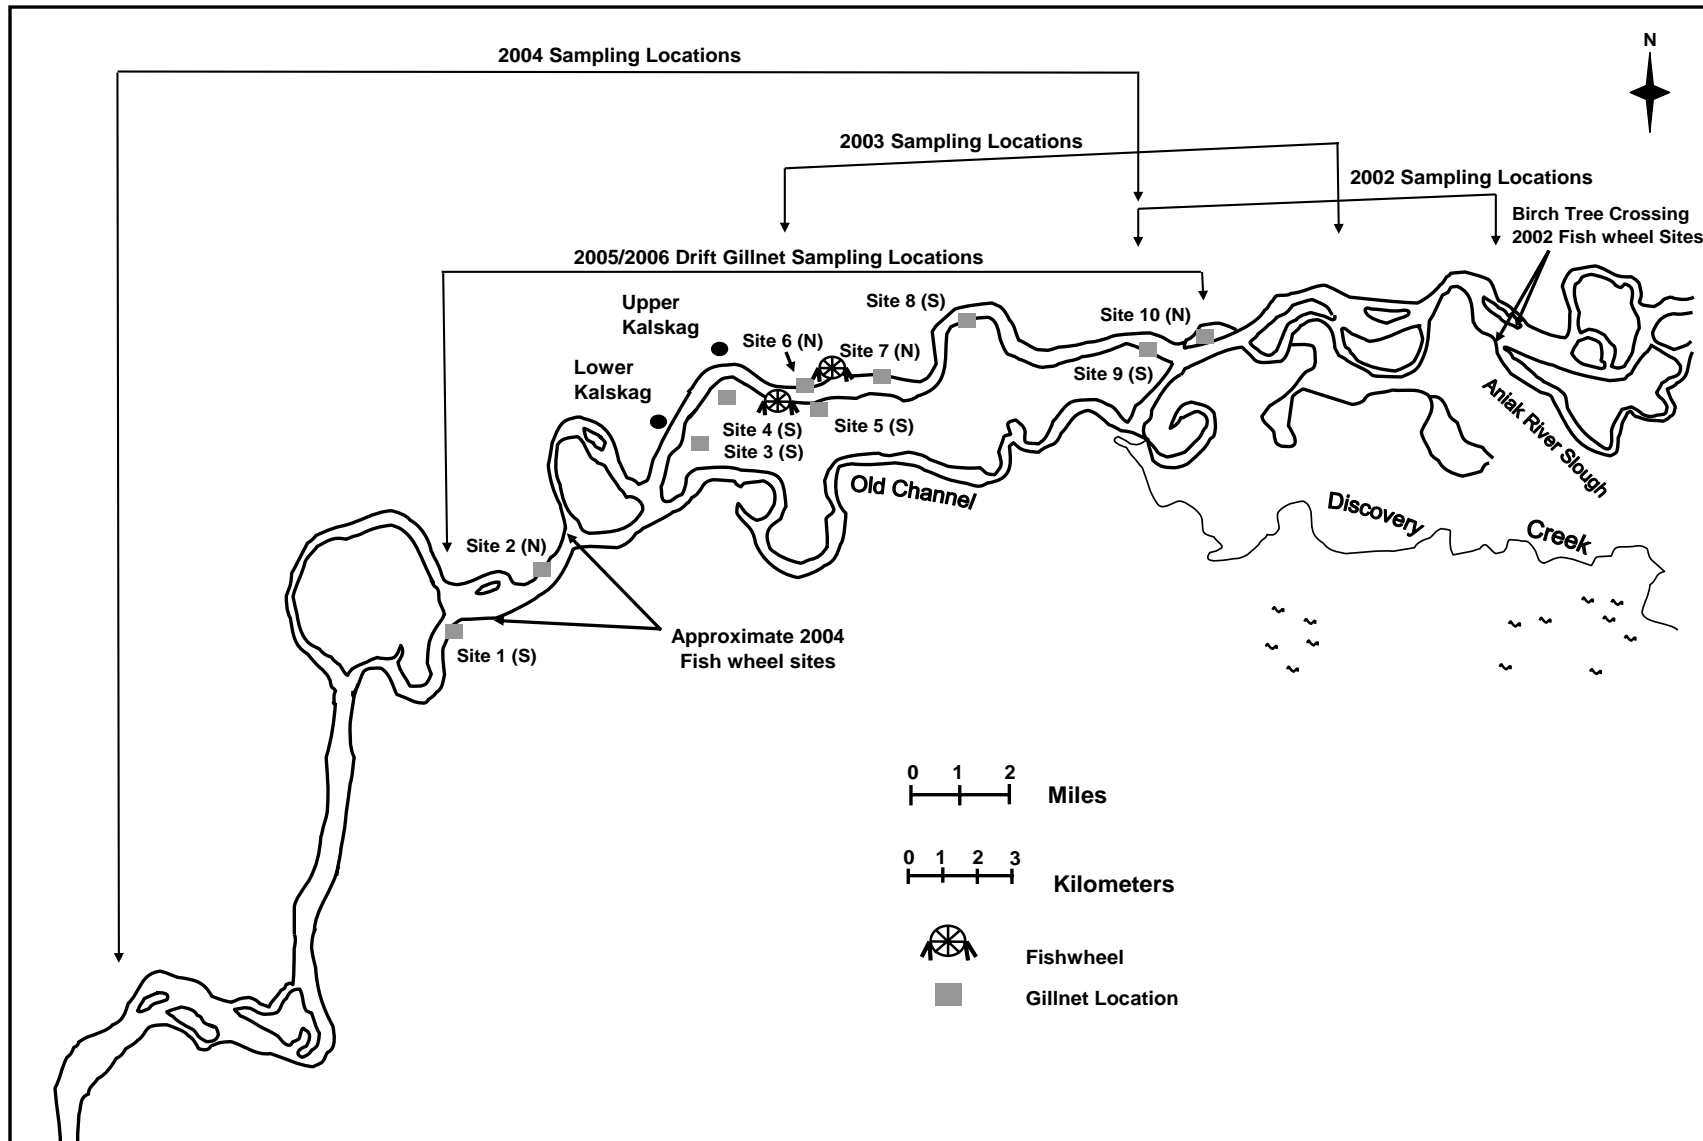 N
2004 Sampling Locations
2003 Sampling Locations
2002 Sampling Locations
Birch Tree Crossing
2002 Fish wheel Sites
2005/2006 Drift Gillnet Sampling Locations
Upper
Kalskag
Site 8 (S)
Site 10 (N)
Site 6 (N)
Site 7 (N)
Lower
Kalskag
Site 9 (S)
Site 4 (S)
Site 5 (S)
Site 3 (S)
Aniak River Slough
Old Channel
Discovery
Creek
Site 2 (N)
Approximate 2004
Fish wheel sites
Site 1 (S)
0 1 2
Miles
0 1 2 3
Kilometers
Fishwheel
Gillnet Location